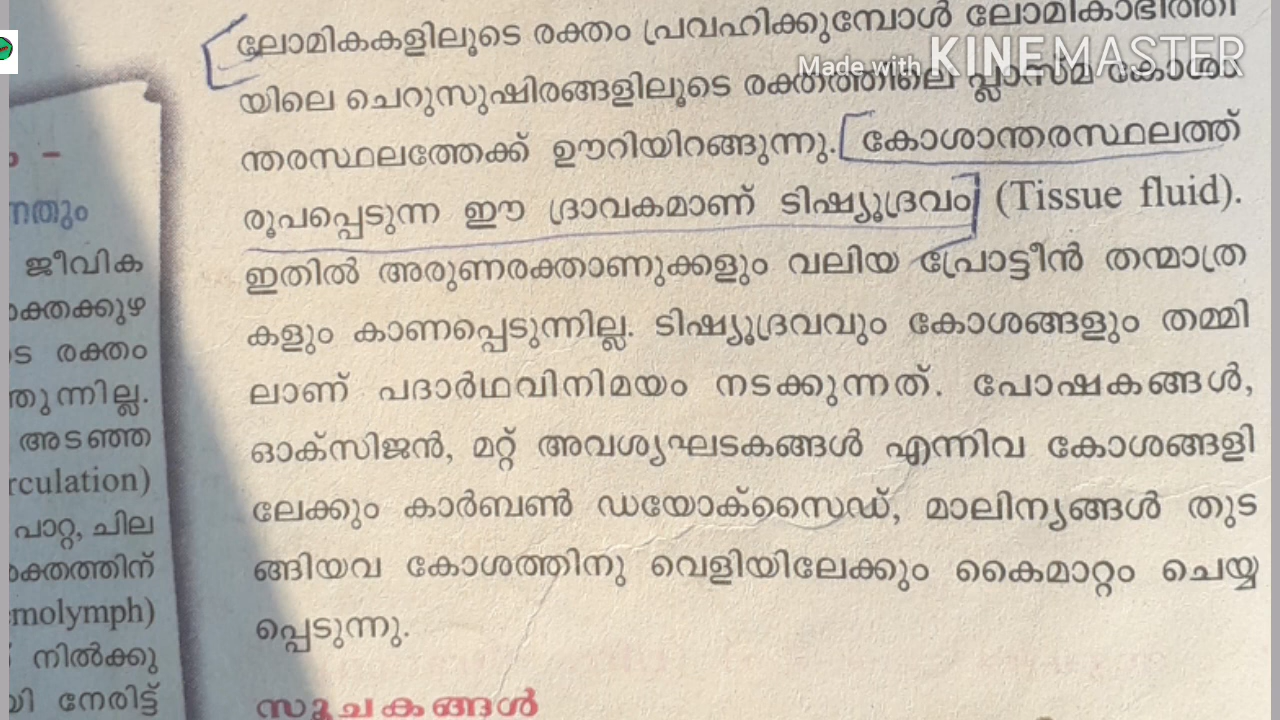 ലോമികകളിലൂടെ രക്തം പ്രവഹിക്കുമ്പോൾ ലോമികാഭിത്തി
Made with KINEMASTER
യിലെ ചെറുസുഷിരങ്ങളിലൂടെ രക്തത്തിലെ പ്ലാസ്മ കോശാ
ന്തരസ്ഥലത്തേക്ക് ഊറിയിറങ്ങുന്നു. കോശാന്തരസ്ഥലത്ത്
രൂപപ്പെടുന്ന ഈ ദ്രാവകമാണ് ടിഷ്യൂദ്രവം (Tissue fluid).
ഇതിൽ അരുണരക്താണുക്കളും വലിയ പ്രോട്ടീൻ തന്മാത്ര
കളും കാണപ്പെടുന്നില്ല. ടിഷ്യൂദ്രവവും കോശങ്ങളും തമ്മി
ലാണ് പദാർഥവിനിമയം നടക്കുന്നത്. പോഷകങ്ങൾ,
ഓക്സിജൻ, മറ്റ് അവശ്യഘടകങ്ങൾ എന്നിവ കോശങ്ങളി
ലേക്കും കാർബൺ ഡയോക്സൈഡ്, മാലിന്യങ്ങൾ തുട
ങ്ങിയവ കോശത്തിനു വെളിയിലേക്കും കൈമാറ്റം ചെയ്യ
പ്പെടുന്നു.
സൂചകങ്ങൾ
ജീവിക
രക്തം
അടഞ്ഞ
rculation)
പാറ്റ, ചില
molymph)
നിൽക്കു
നേരിട്ട്